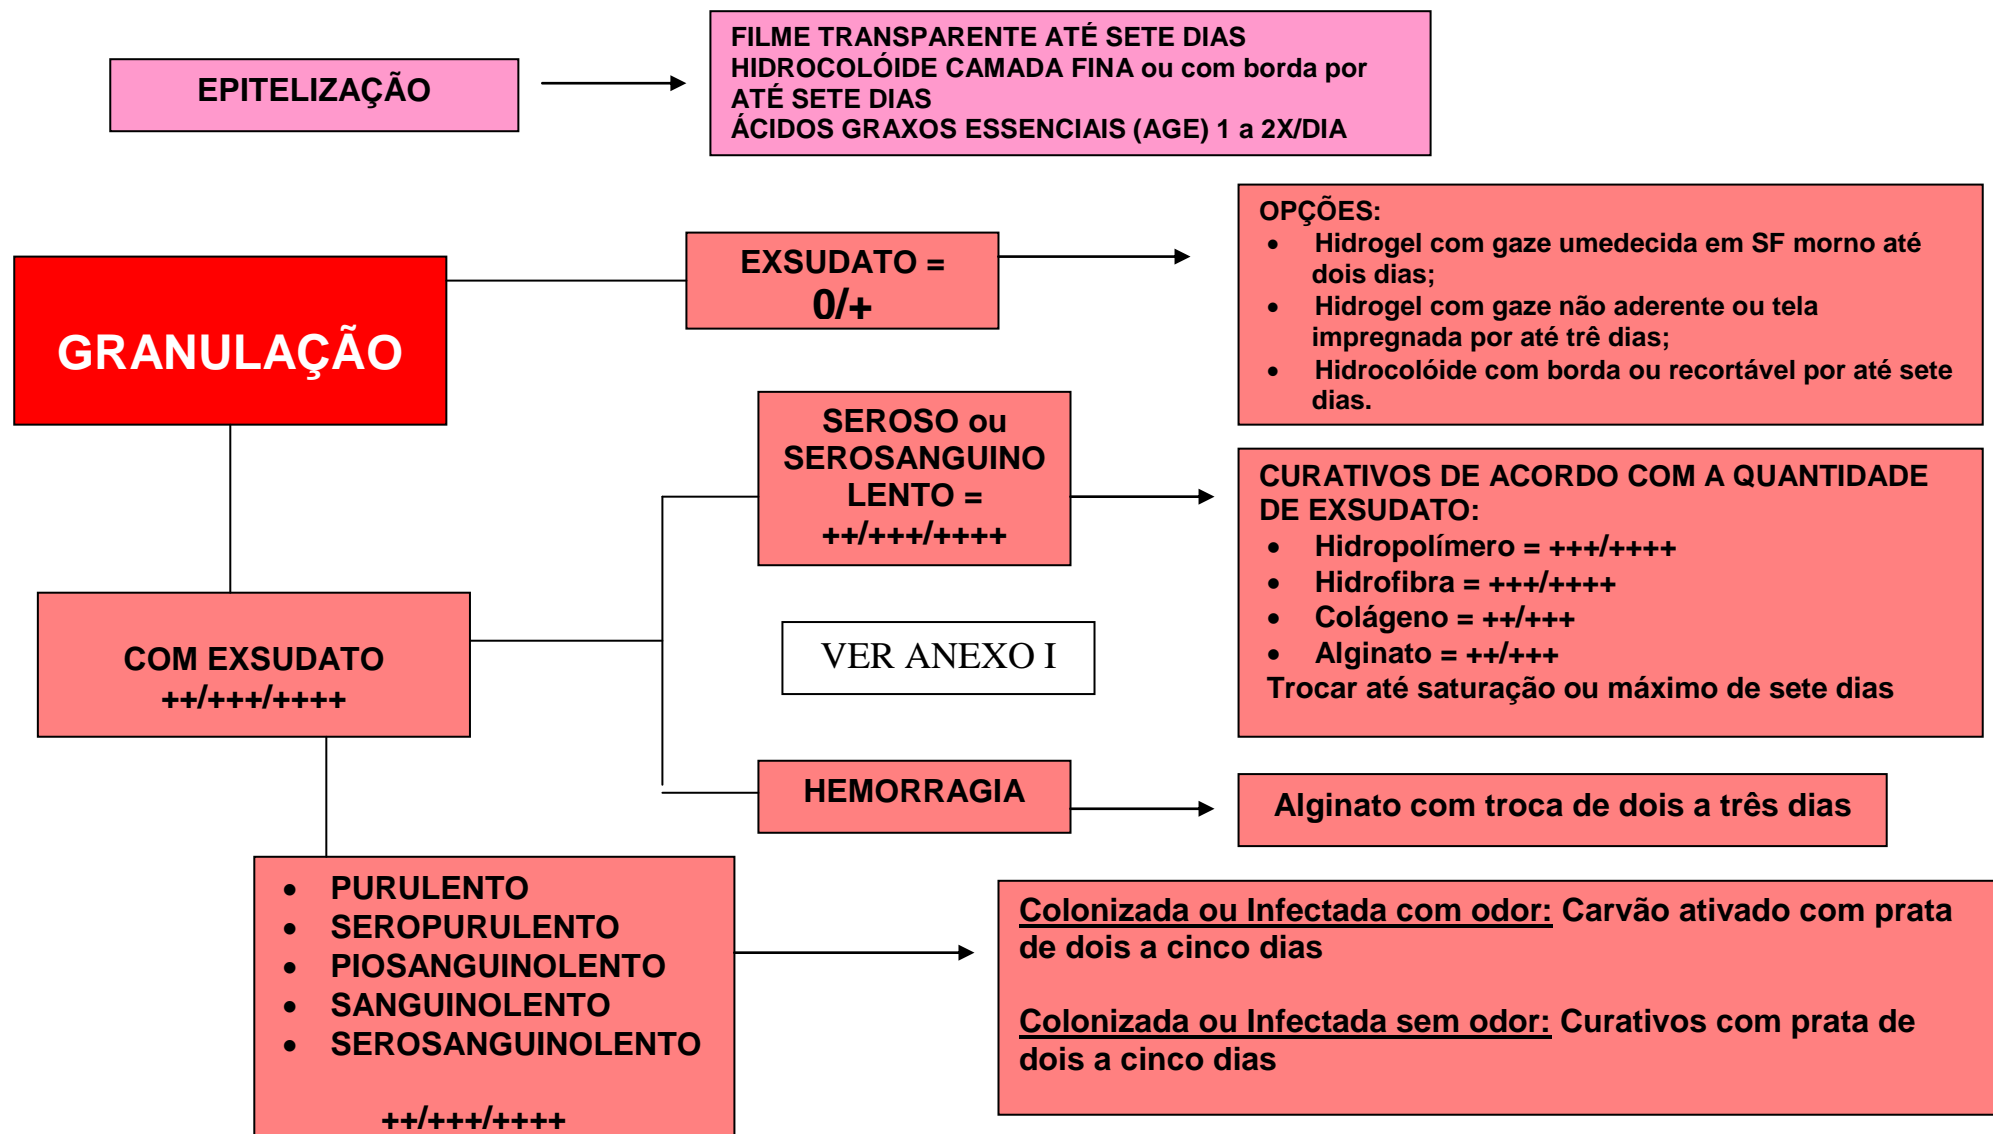 EPITELIZAÇÃO
FILME TRANSPARENTE ATÉ SETE DIAS
HIDROCOLÓIDE CAMADA FINA ou com borda por
ATÉ SETE DIAS
ÁCIDOS GRAXOS ESSENCIAIS (AGE) 1 a 2X/DIA
GRANULAÇÃO
EXSUDATO =
0/+
OPÇÕES:
• Hidrogel com gaze umedecida em SF morno até
dois dias;
• Hidrogel com gaze não aderente ou tela
impregnada por até trê dias;
• Hidrocolóide com borda ou recortável por até sete
dias.
SEROSO ou
SEROSANGUINO
LENTO =
++/+++/++++
CURATIVOS DE ACORDO COM A QUANTIDADE
DE EXSUDATO:
• Hidropolímero = +++/++++
• Hidrofibra = +++/++++
• Colágeno = ++/+++
• Alginato = ++/+++
Trocar até saturação ou máximo de sete dias
COM EXSUDATO
++/+++/++++
VER ANEXO I
HEMORRAGIA
Alginato com troca de dois a três dias
• PURULENTO
• SEROPURULENTO
• PIOSANGUINOLENTO
• SANGUINOLENTO
• SEROSANGUINOLENTO
++/+++/++++
Colonizada ou Infectada com odor: Carvão ativado com prata
de dois a cinco dias
Colonizada ou Infectada sem odor: Curativos com prata de
dois a cinco dias